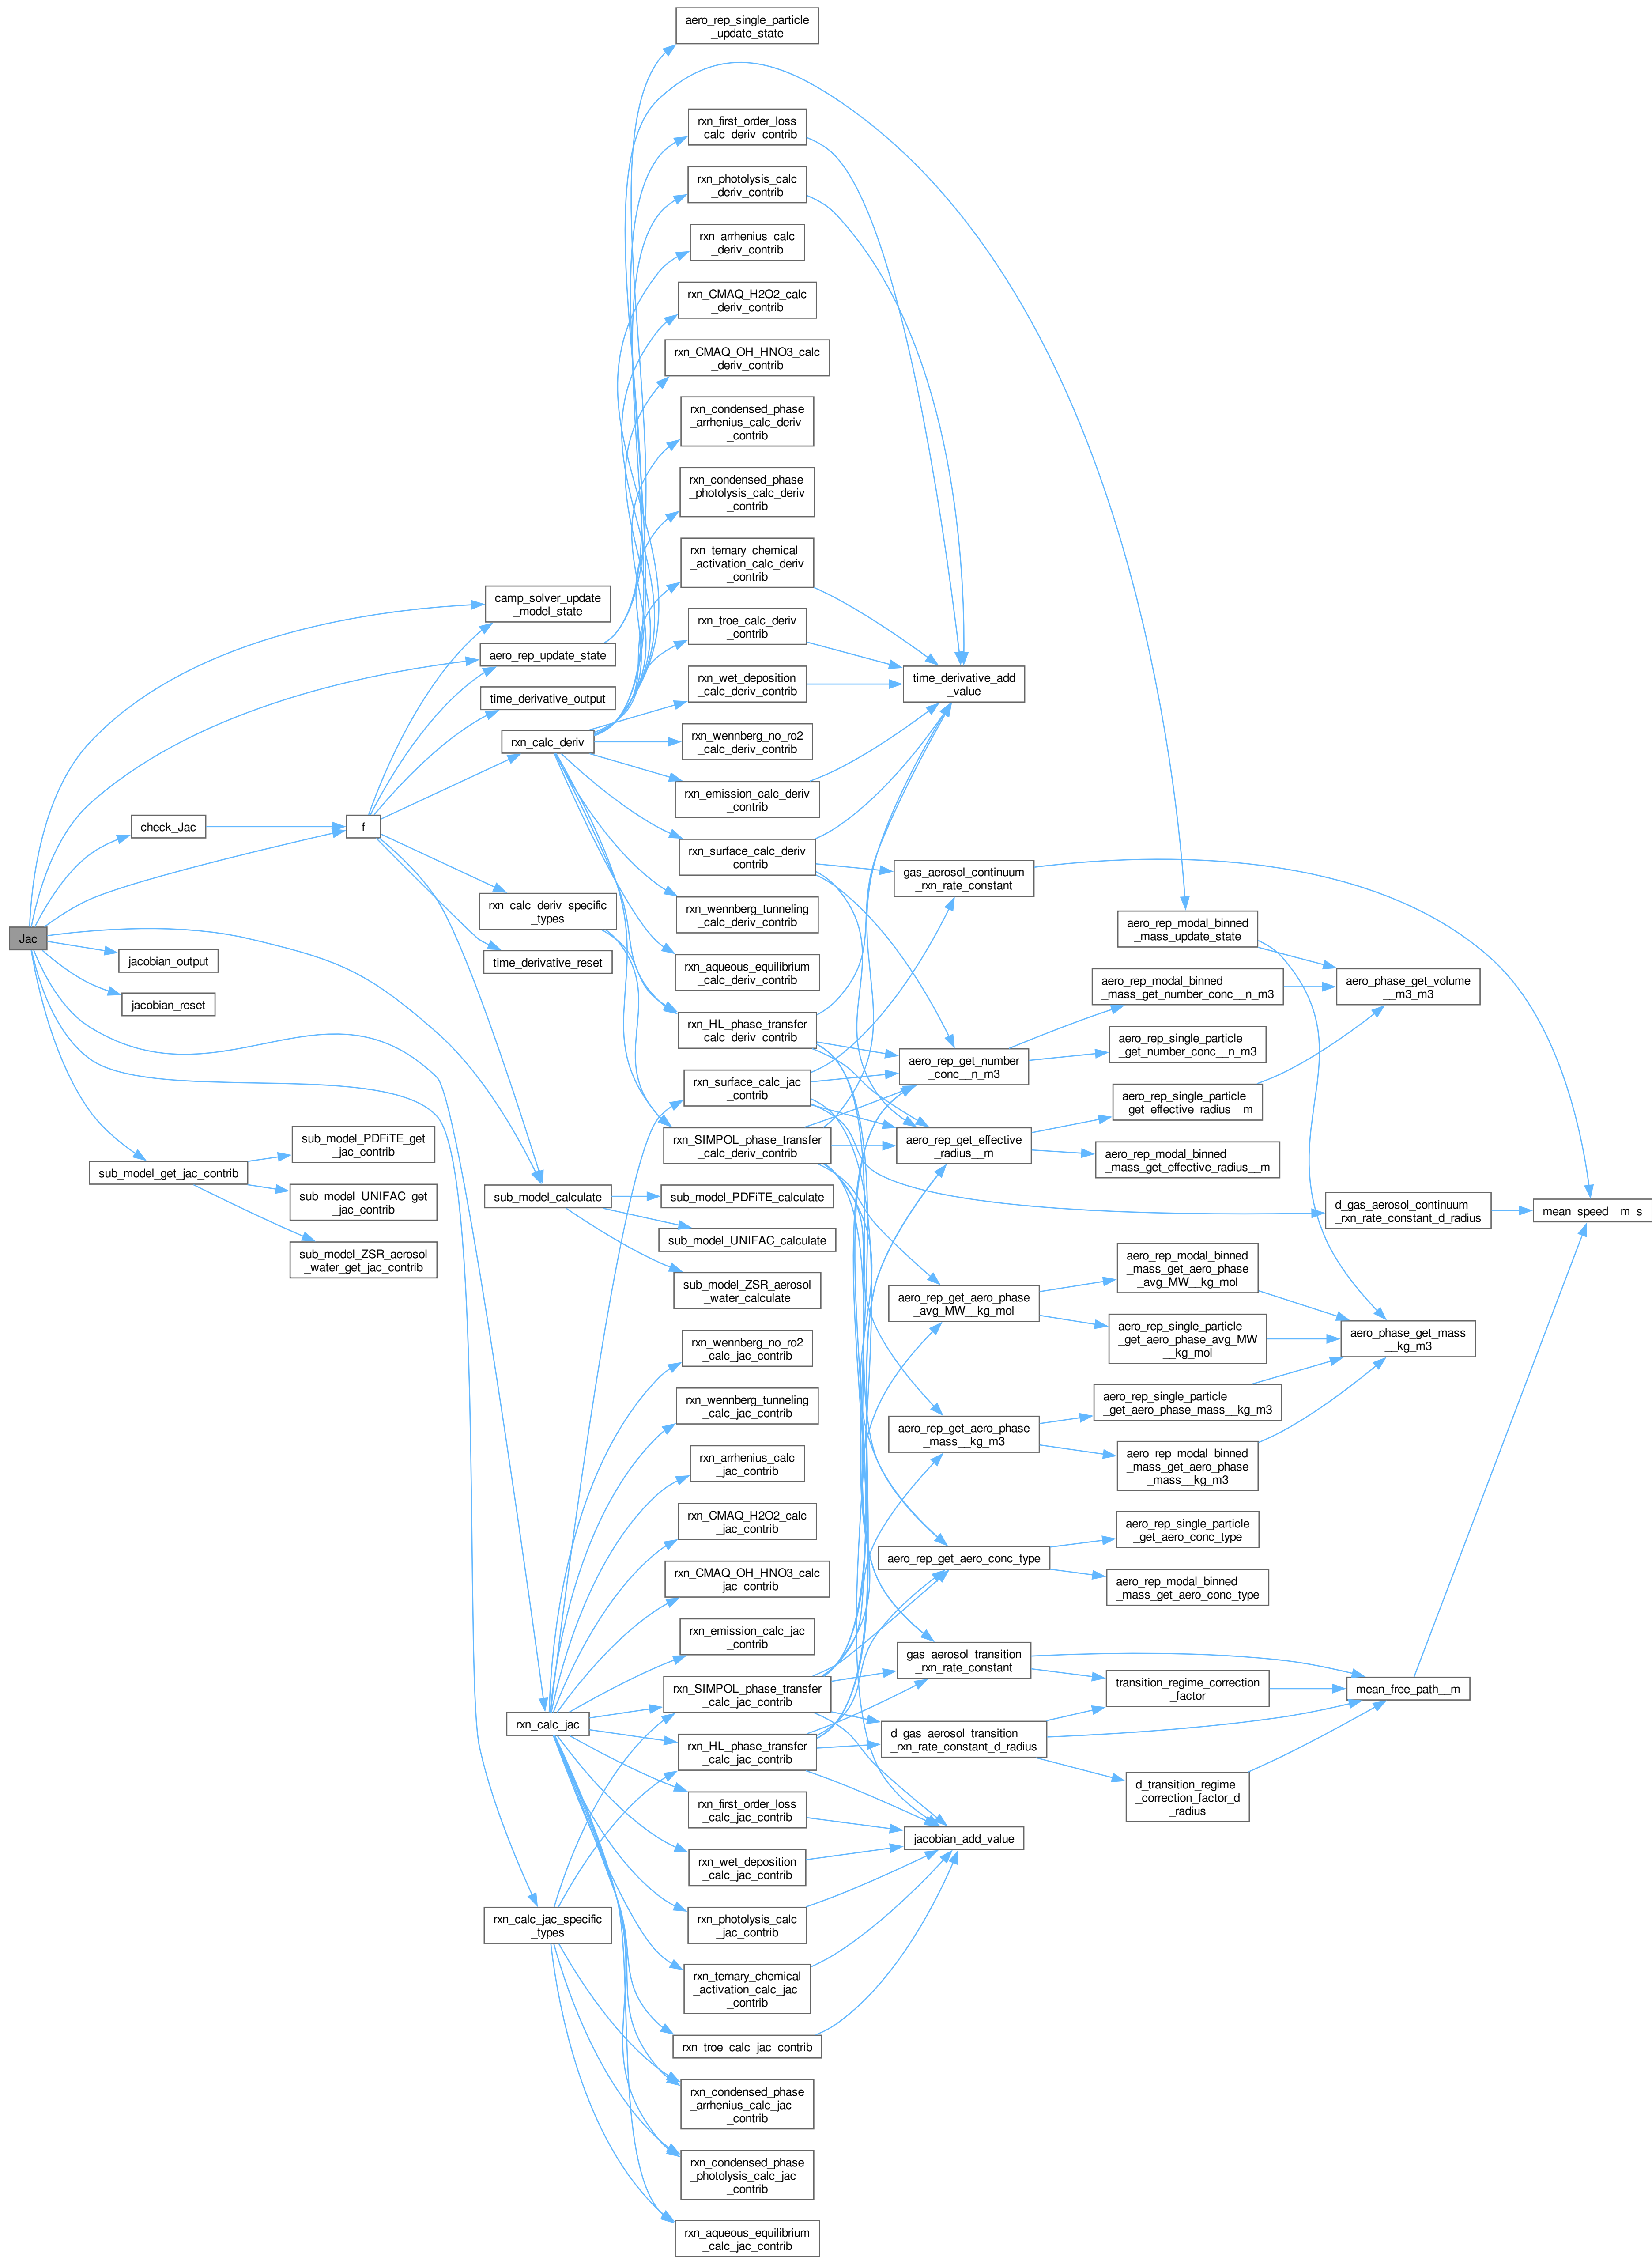 Jac
check_Jac
jacobian_output
jacobian_reset
sub_model_get_jac_contrib
sub_model_PDFiTE_get
_jac_contrib
sub_model_UNIFAC_get
_jac_contrib
sub_model_ZSR_aerosol
_water_get_jac_contrib
f
camp_solver_update
_model_state
aero_rep_update_state
time_derivative_output
rxn_calc_deriv
rxn_calc_deriv_specific
_types
time_derivative_reset
sub_model_calculate
rxn_calc_jac
rxn_calc_jac_specific
_types
aero_rep_single_particle
_update_state
rxn_first_order_loss
_calc_deriv_contrib
rxn_photolysis_calc
_deriv_contrib
rxn_arrhenius_calc
_deriv_contrib
rxn_CMAQ_H2O2_calc
_deriv_contrib
rxn_CMAQ_OH_HNO3_calc
_deriv_contrib
rxn_condensed_phase
_arrhenius_calc_deriv
_contrib
rxn_condensed_phase
_photolysis_calc_deriv
_contrib
rxn_ternary_chemical
_activation_calc_deriv
_contrib
rxn_troe_calc_deriv
_contrib
rxn_wet_deposition
_calc_deriv_contrib
rxn_wennberg_no_ro2
_calc_deriv_contrib
rxn_emission_calc_deriv
_contrib
rxn_surface_calc_deriv
_contrib
rxn_wennberg_tunneling
_calc_deriv_contrib
rxn_aqueous_equilibrium
_calc_deriv_contrib
rxn_HL_phase_transfer
_calc_deriv_contrib
rxn_surface_calc_jac
_contrib
rxn_SIMPOL_phase_transfer
_calc_deriv_contrib
sub_model_PDFiTE_calculate
sub_model_UNIFAC_calculate
sub_model_ZSR_aerosol
_water_calculate
rxn_wennberg_no_ro2
_calc_jac_contrib
rxn_wennberg_tunneling
_calc_jac_contrib
rxn_arrhenius_calc
_jac_contrib
rxn_CMAQ_H2O2_calc
_jac_contrib
rxn_CMAQ_OH_HNO3_calc
_jac_contrib
rxn_emission_calc_jac
_contrib
rxn_SIMPOL_phase_transfer
_calc_jac_contrib
rxn_HL_phase_transfer
_calc_jac_contrib
rxn_first_order_loss
_calc_jac_contrib
rxn_wet_deposition
_calc_jac_contrib
rxn_photolysis_calc
_jac_contrib
rxn_ternary_chemical
_activation_calc_jac
_contrib
rxn_troe_calc_jac_contrib
rxn_condensed_phase
_arrhenius_calc_jac
_contrib
rxn_condensed_phase
_photolysis_calc_jac
_contrib
rxn_aqueous_equilibrium
_calc_jac_contrib
time_derivative_add
_value
gas_aerosol_continuum
_rxn_rate_constant
aero_rep_get_number
_conc__n_m3
aero_rep_get_effective
_radius__m
aero_rep_get_aero_phase
_avg_MW__kg_mol
aero_rep_get_aero_phase
_mass__kg_m3
aero_rep_get_aero_conc_type
gas_aerosol_transition
_rxn_rate_constant
d_gas_aerosol_transition
_rxn_rate_constant_d_radius
jacobian_add_value
aero_rep_modal_binned
_mass_update_state
aero_rep_modal_binned
_mass_get_number_conc__n_m3
aero_rep_single_particle
_get_number_conc__n_m3
aero_rep_single_particle
_get_effective_radius__m
aero_rep_modal_binned
_mass_get_effective_radius__m
aero_rep_modal_binned
_mass_get_aero_phase
_avg_MW__kg_mol
aero_rep_single_particle
_get_aero_phase_avg_MW
__kg_mol
aero_rep_single_particle
_get_aero_phase_mass__kg_m3
aero_rep_modal_binned
_mass_get_aero_phase
_mass__kg_m3
aero_rep_single_particle
_get_aero_conc_type
aero_rep_modal_binned
_mass_get_aero_conc_type
transition_regime_correction
_factor
d_transition_regime
_correction_factor_d
_radius
aero_phase_get_volume
__m3_m3
d_gas_aerosol_continuum
_rxn_rate_constant_d_radius
aero_phase_get_mass
__kg_m3
mean_free_path__m
mean_speed__m_s